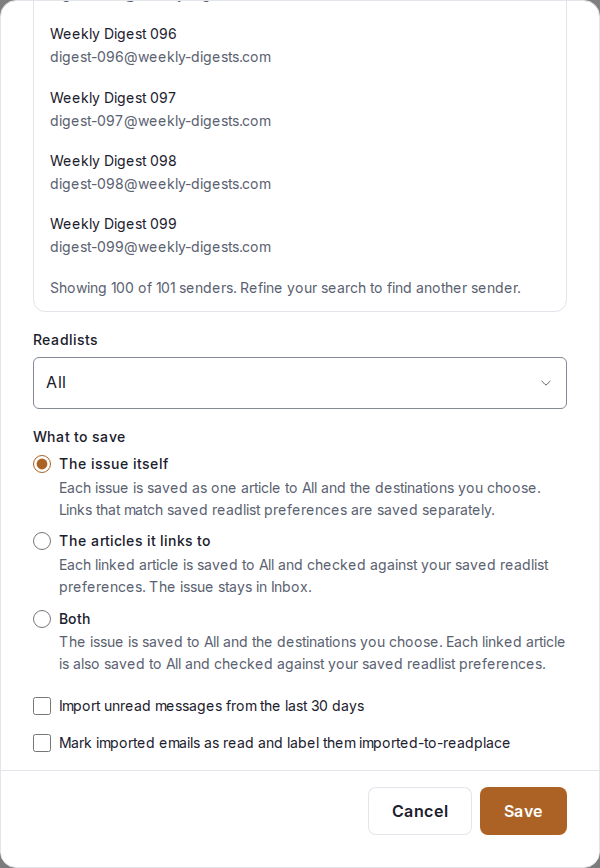 Weekly Digest 096
digest-096@weekly-digests.com
Weekly Digest 097
digest-097@weekly-digests.com
Weekly Digest 098
digest-098@weekly-digests.com
Weekly Digest 099
digest-099@weekly-digests.com
Showing 100 of 101 senders. Refine your search to find another sender.
Readlists
All
What to save
The issue itself
Each issue is saved as one article to All and the destinations you choose.
Links that match saved readlist preferences are saved separately.
The articles it links to
Each linked article is saved to All and checked against your saved readlist
preferences. The issue stays in Inbox.
Both
The issue is saved to All and the destinations you choose. Each linked article
is also saved to All and checked against your saved readlist preferences.
Import unread messages from the last 30 days
Mark imported emails as read and label them imported-to-readplace
Cancel
Save